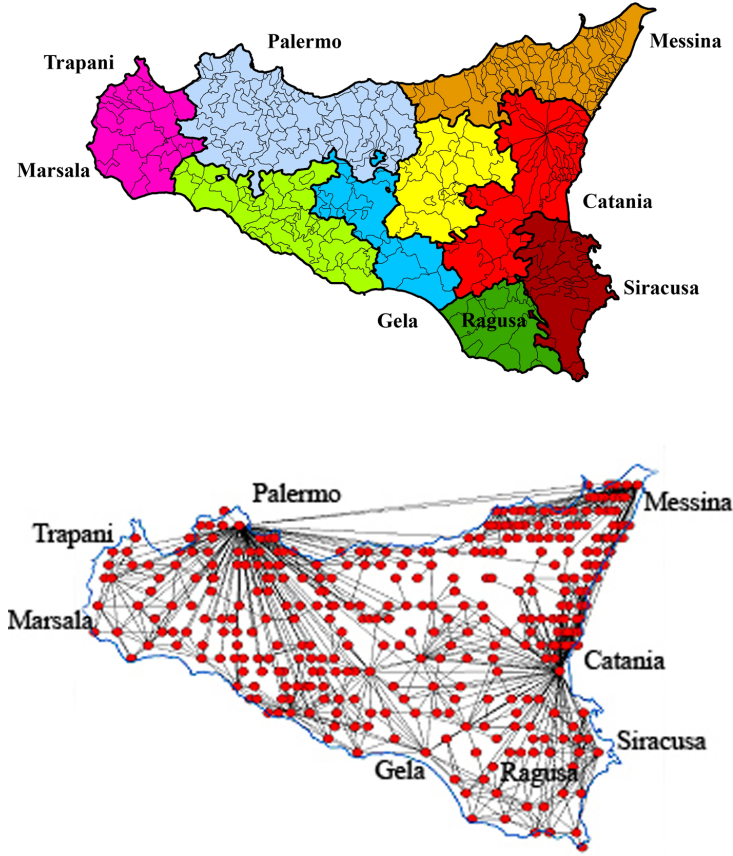 Palermo
Messina
Trapani
Marsala
Catania
Siracusa
Gela
Ragusa
Palermo
Messina
Trapani
Marsala
Catania
Siracusa
Gela
Ragusa